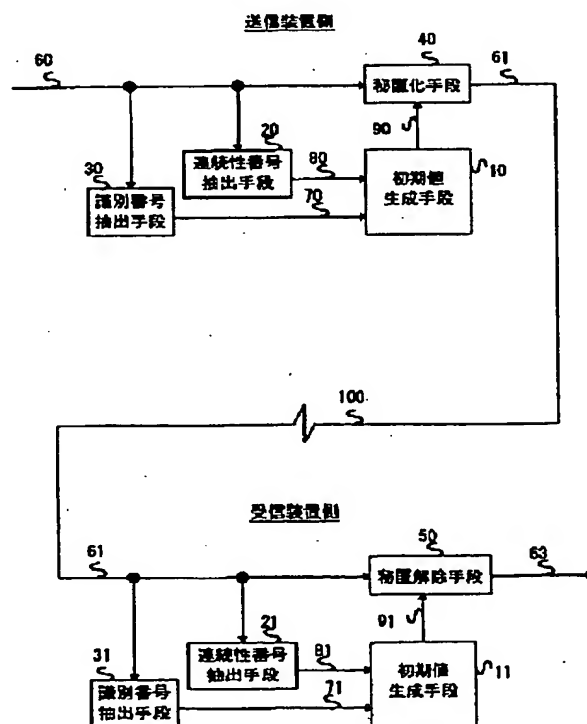 送信装置側
60
40
61
秘匿化手段
90
20
連続性番号
抽出手段
80
30
識別番号
抽出手段
70
初期値
生成手段
10
100
受信装置側
61
50
63
秘匿解除手段
91
21
連続性番号
抽出手段
81
31
識別番号
抽出手段
71
初期値
生成手段
11